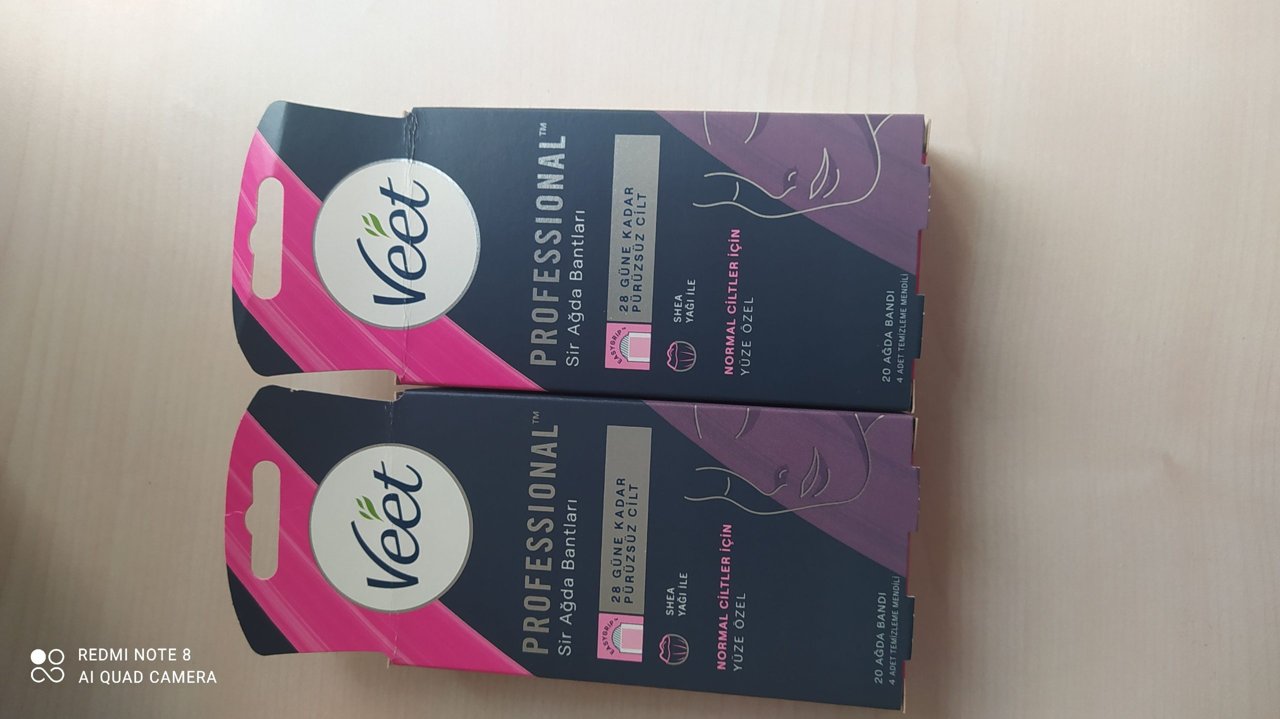 Veet
PROFESSIONAL™
Sir Ağda Bantları
EASYGRIP
28 GÜNE KADAR
PÜRÜZSÜZ CİLT
SHEA
YAĞI İLE
NORMAL CİLTLER İÇİN
YÜZE ÖZEL
20 AĞDA BANDI
4 ADET TEMİZLEME MENDİLİ
Veet
PROFESSIONAL™
Sir Ağda Bantları
EASYGRIP
28 GÜNE KADAR
PÜRÜZSÜZ CİLT
SHEA
YAĞI İLE
NORMAL CİLTLER İÇİN
YÜZE ÖZEL
20 AĞDA BANDI
4 ADET TEMİZLEME MENDİLİ
REDMI NOTE 8
AI QUAD CAMERA